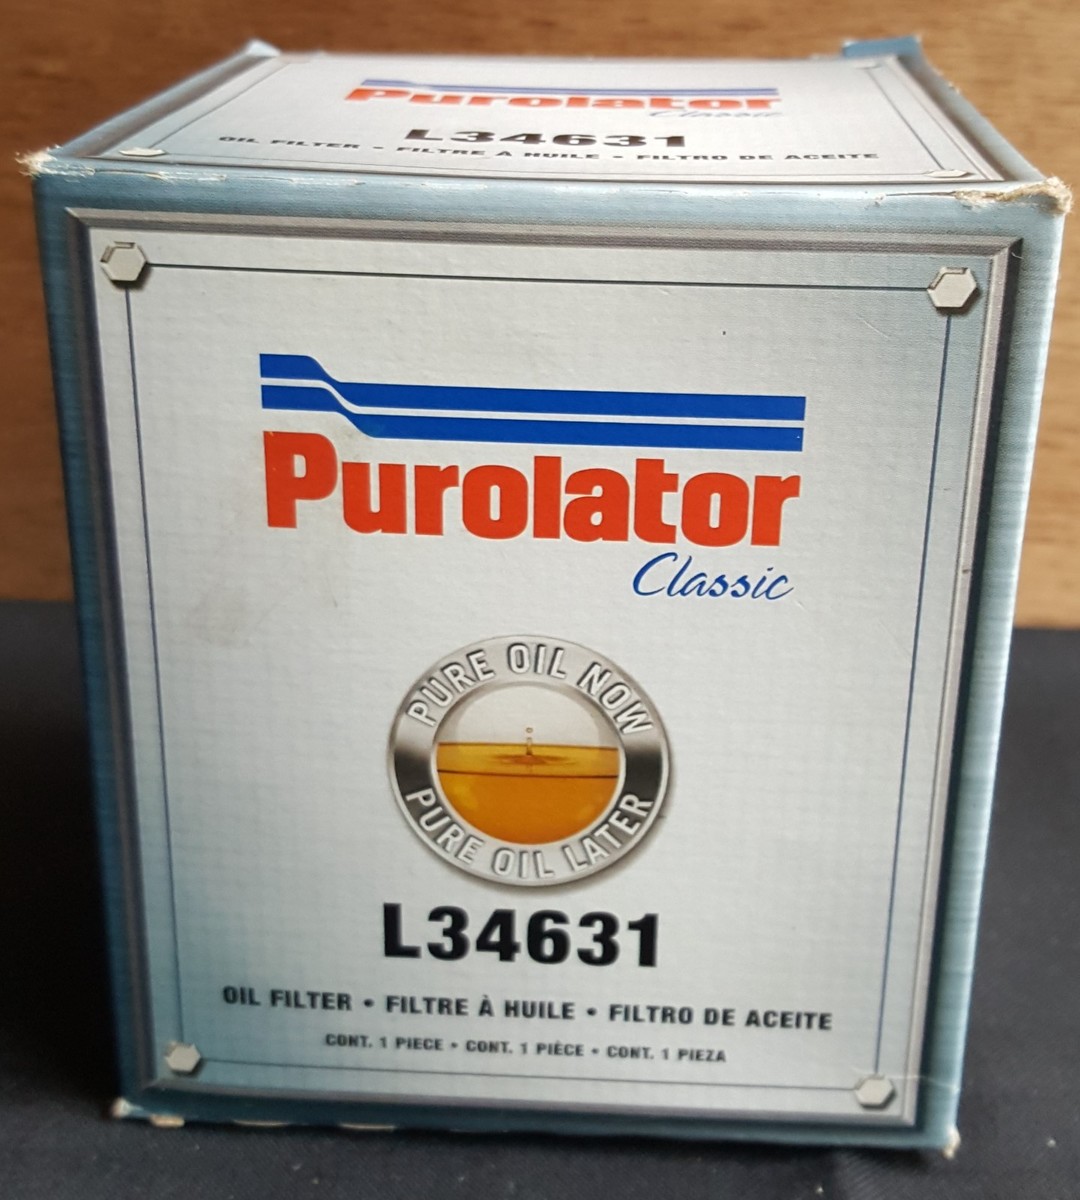 Purolator
Classic
L34631
OIL FILTER • FILTRE À HUILE • FILTRO DE ACEITE
Purolator
Classic
PURE OIL NOW
PURE OIL LATER
L34631
OIL FILTER • FILTRE À HUILE • FILTRO DE ACEITE
CONT. 1 PIECE • CONT. 1 PIÈCE • CONT. 1 PIEZA